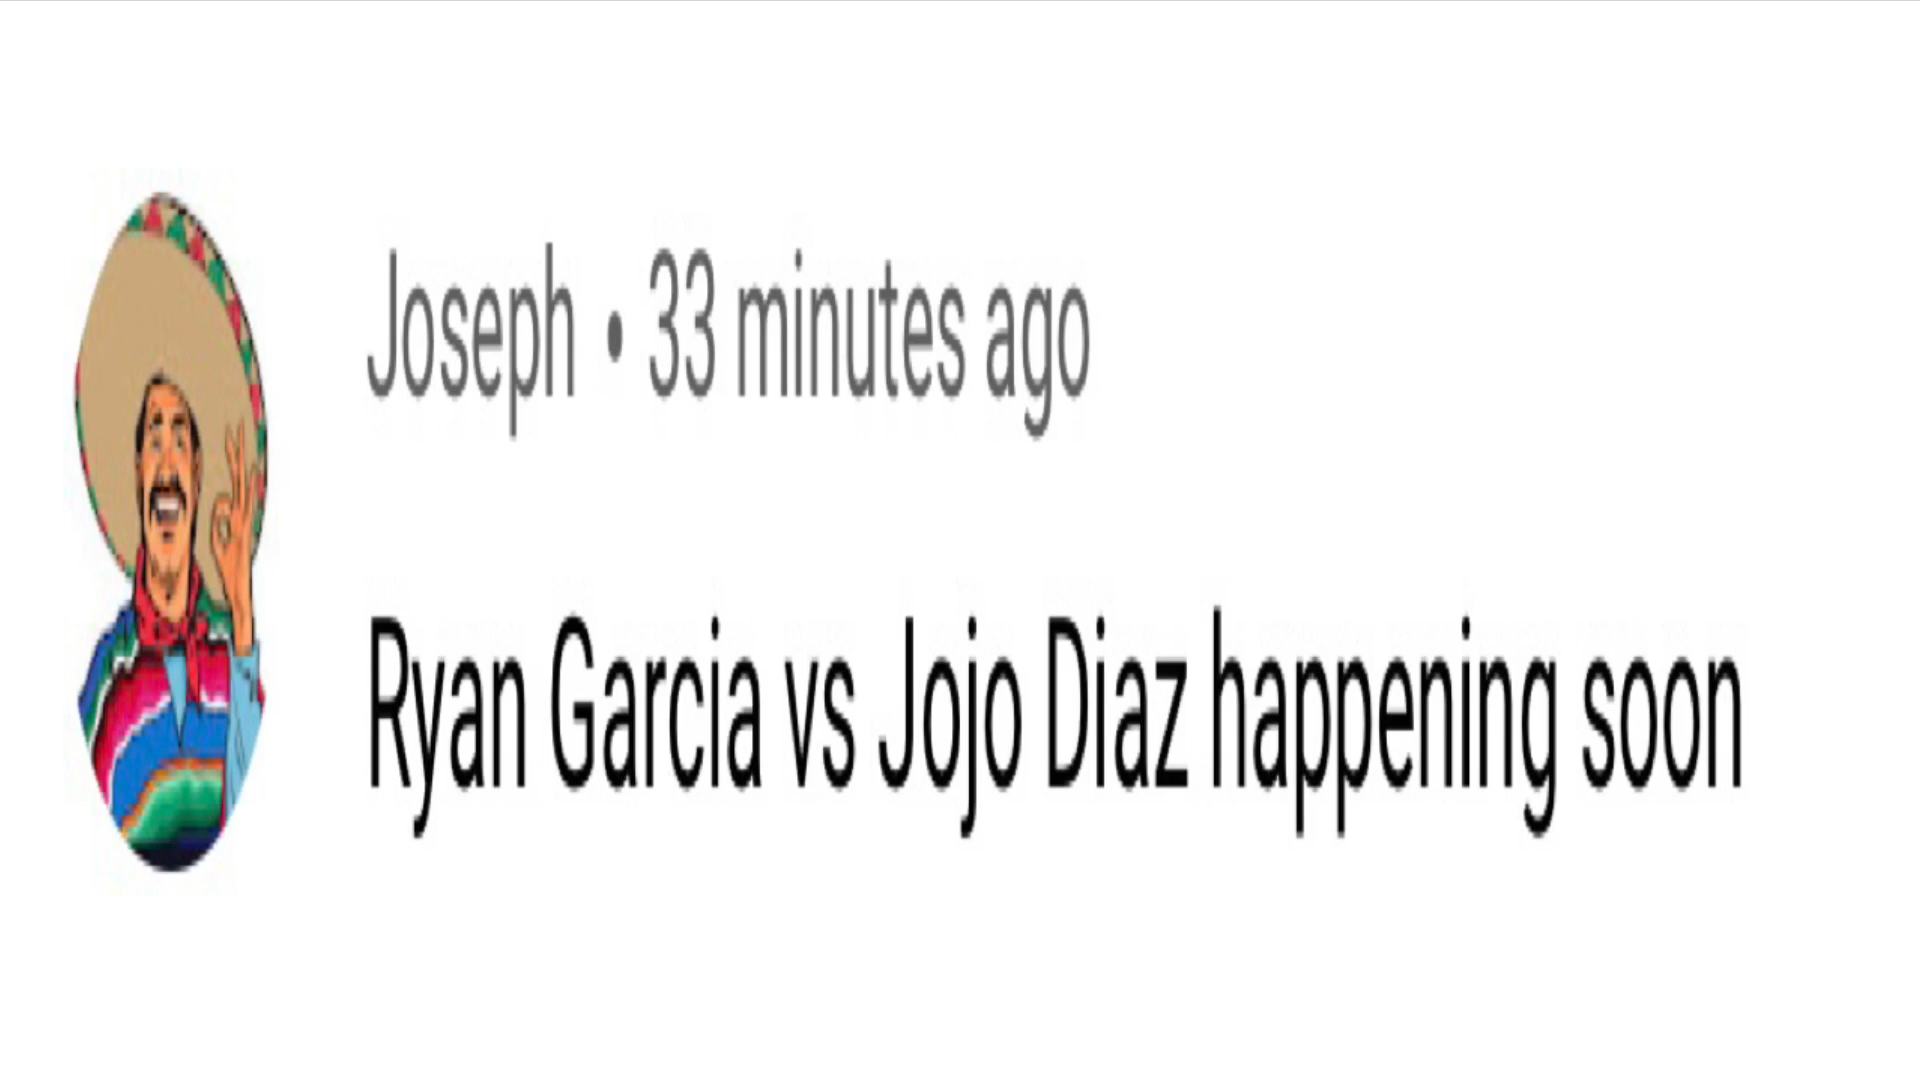 Joseph • 33 minutes ago
Ryan Garcia vs Jojo Diaz happening soon